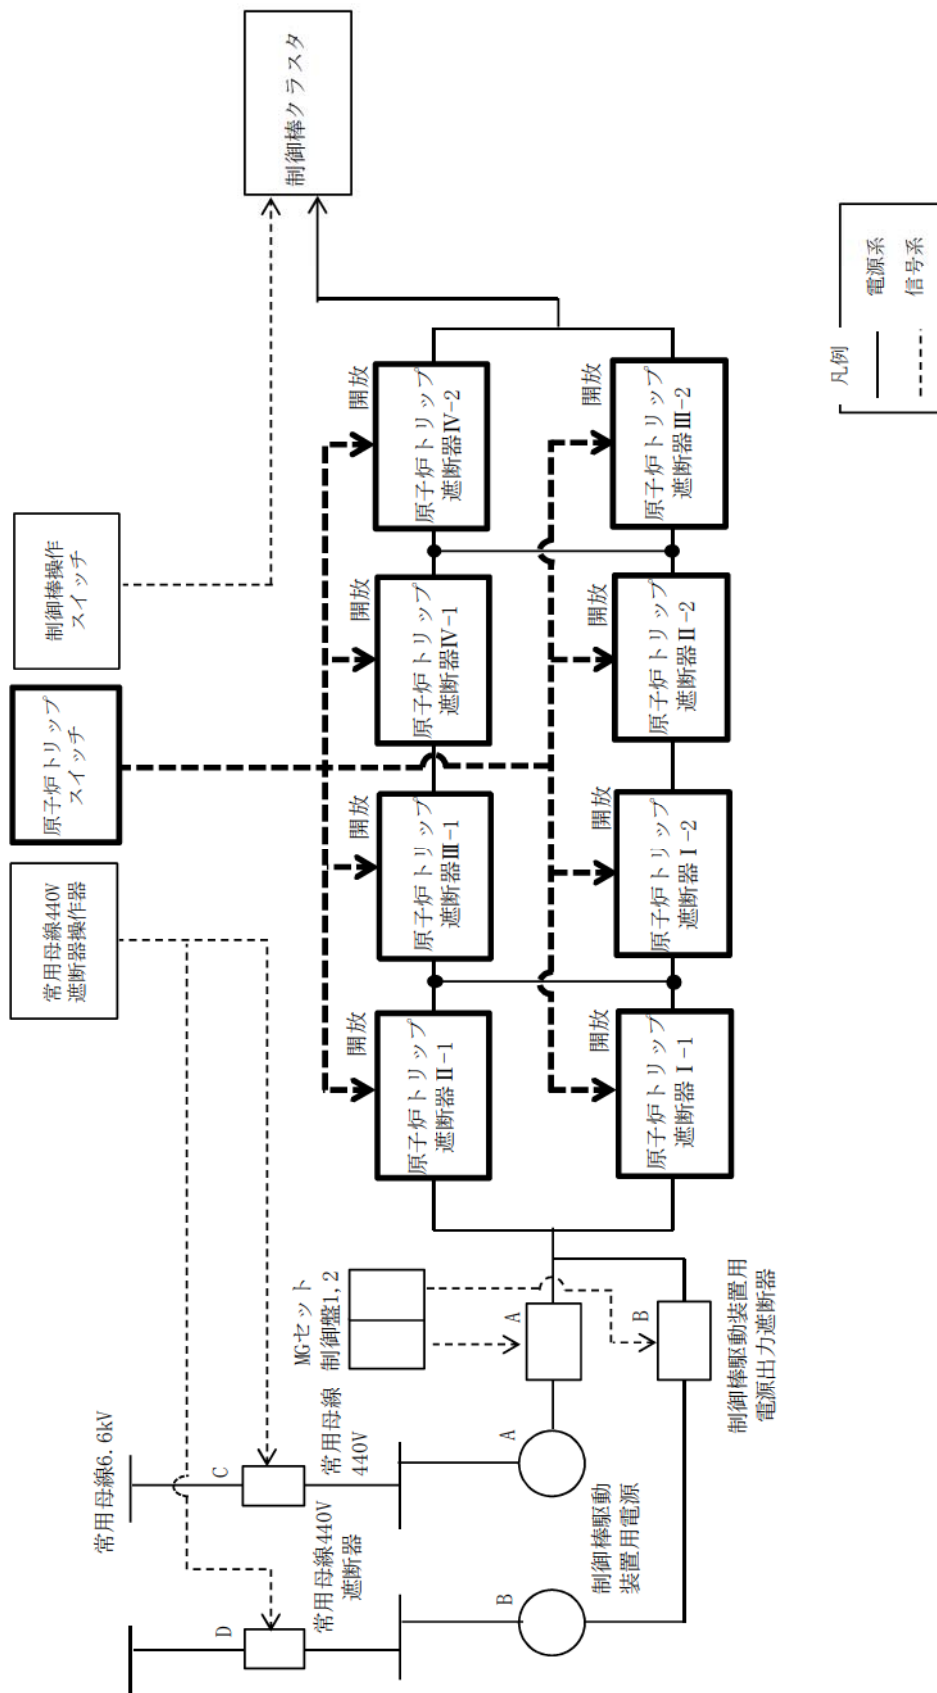 常用母線440V
遮断器操作器
原子炉トリップ
スイッチ
制御棒操作
スイッチ
制御棒クラスタ
常用母線6.6kV
D
C
常用母線440V
遮断器
常用母線
440V
MGセット
制御盤1,2
B
A
制御棒駆動
装置用電源
A
B
制御棒駆動装置用
電源出力遮断器
開放
原子炉トリップ
遮断器Ⅱ-1
開放
原子炉トリップ
遮断器Ⅲ-1
開放
原子炉トリップ
遮断器Ⅳ-1
開放
原子炉トリップ
遮断器Ⅳ-2
開放
原子炉トリップ
遮断器Ⅰ-1
開放
原子炉トリップ
遮断器Ⅰ-2
開放
原子炉トリップ
遮断器Ⅱ-2
開放
原子炉トリップ
遮断器Ⅲ-2
凡例
電源系
信号系